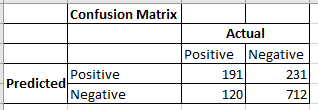 Confusion Matrix
Actual
Positive Negative
Predicted Positive 191 231
Negative 120 712